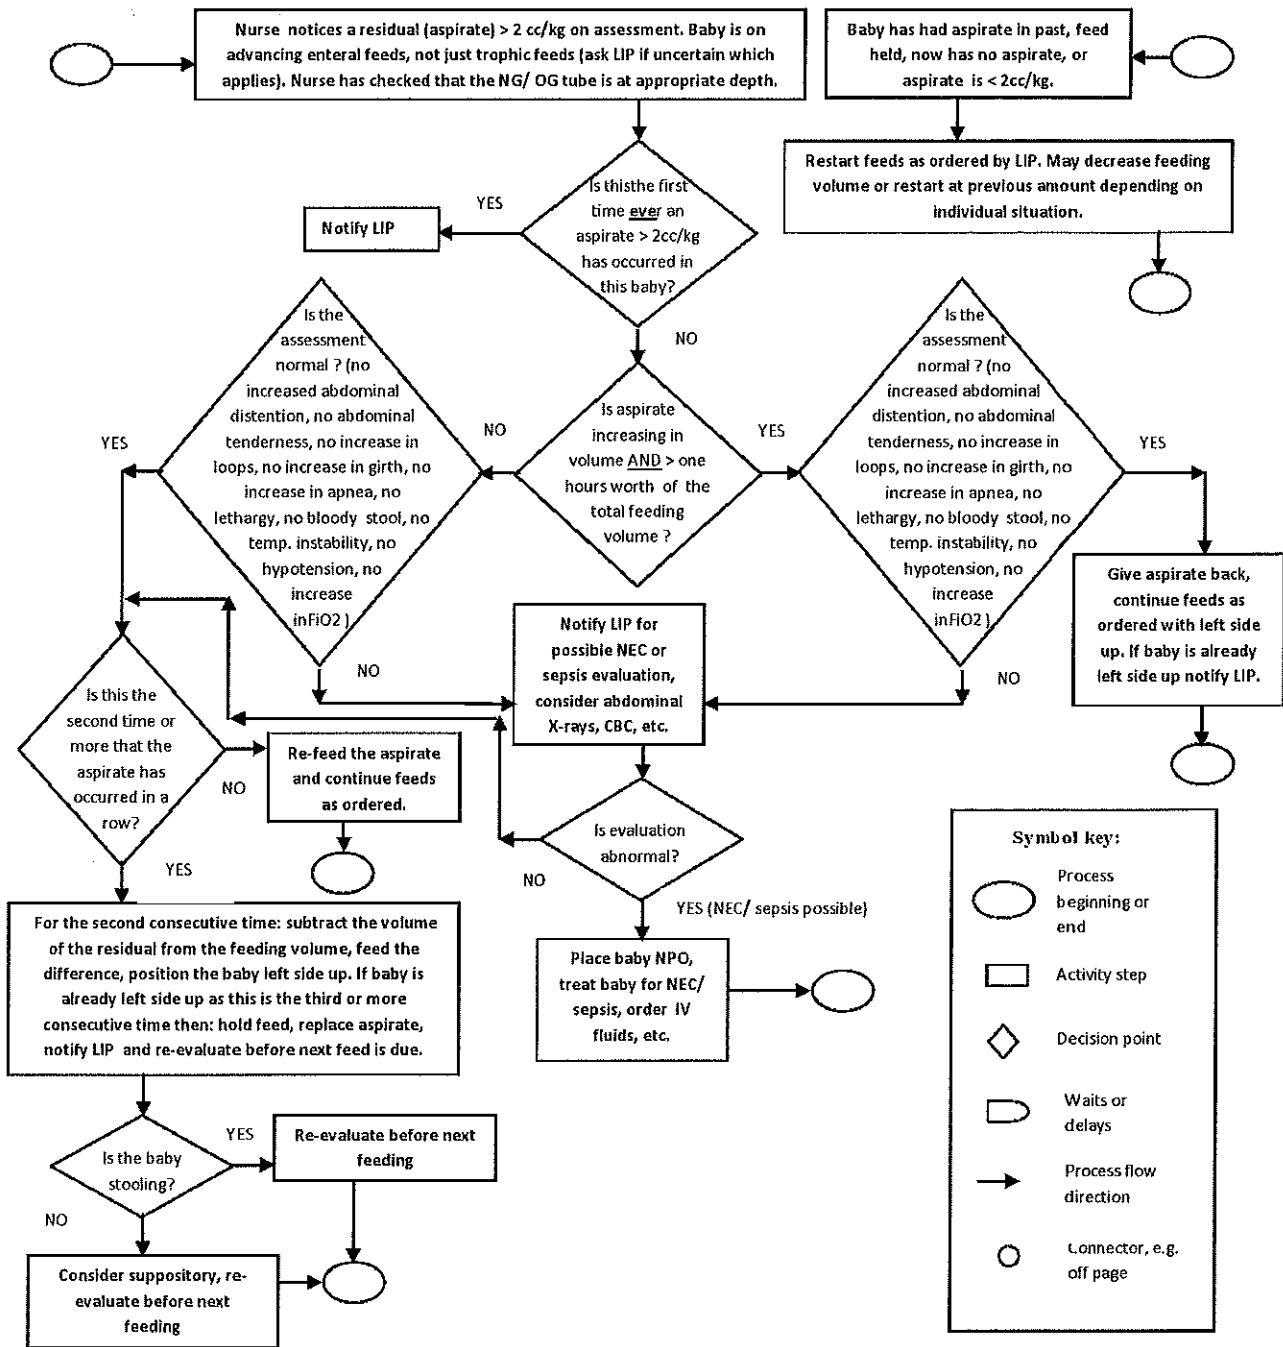 Nurse notices a residual (aspirate) > 2 cc/kg on assessment. Baby is on
advancing enteral feeds, not just trophic feeds (ask LIP if uncertain which
applies). Nurse has checked that the NG/ OG tube is at appropriate depth.
Baby has had aspirate in past, feed
held, now has no aspirate, or
aspirate is < 2cc/kg.
Restart feeds as ordered by LIP. May decrease feeding
volume or restart at previous amount depending on
individual situation.
Is thisthe first
time ever an
aspirate > 2cc/kg
has occurred in
this baby?
YES
Notify LIP
NO
Is aspirate
increasing in
volume AND > one
hours worth of the
total feeding
volume ?
NO
YES
Is the
assessment
normal ? (no
increased abdominal
distention, no abdominal
tenderness, no increase in
loops, no increase in girth, no
increase in apnea, no
lethargy, no bloody stool, no
temp. instability, no
hypotension, no
increase
inFiO2 )
YES
NO
Is the
assessment
normal ? (no
increased abdominal
distention, no abdominal
tenderness, no increase in
loops, no increase in girth, no
increase in apnea, no
lethargy, no bloody stool, no
temp. instability, no
hypotension, no
increase
inFiO2 )
YES
NO
Give aspirate back,
continue feeds as
ordered with left side
up. If baby is already
left side up notify LIP.
Notify LIP for
possible NEC or
sepsis evaluation,
consider abdominal
X-rays, CBC, etc.
Is evaluation
abnormal?
NO
YES (NEC/ sepsis possible)
Place baby NPO,
treat baby for NEC/
sepsis, order IV
fluids, etc.
Is this the
second time or
more that the
aspirate has
occurred in a
row?
NO
Re-feed the aspirate
and continue feeds
as ordered.
YES
For the second consecutive time: subtract the volume
of the residual from the feeding volume, feed the
difference, position the baby left side up. If baby is
already left side up as this is the third or more
consecutive time then: hold feed, replace aspirate,
notify LIP and re-evaluate before next feed is due.
Is the baby
stooling?
YES
Re-evaluate before next
feeding
NO
Consider suppository, re-
evaluate before next
feeding
Symbol key:
Process
beginning or
end
Activity step
Decision point
Waits or
delays
Process flow
direction
Connector, e.g.
off page